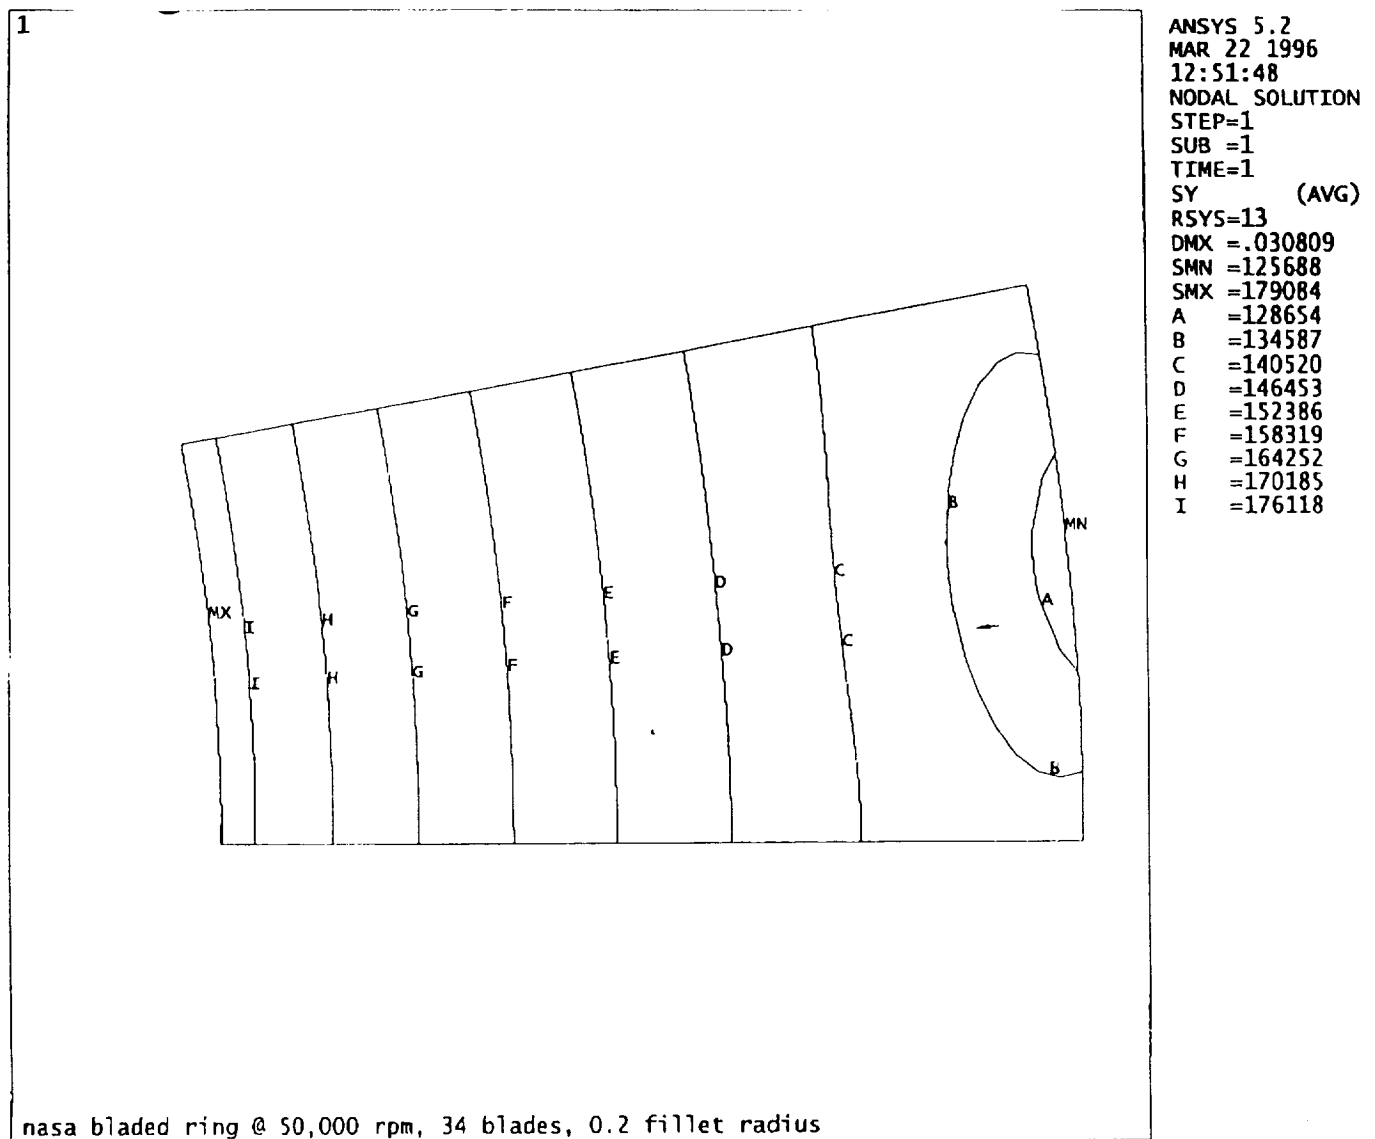 1
ANSYS 5.2
MAR 22 1996
12:51:48
NODAL SOLUTION
STEP=1
SUB =1
TIME=1
SY (AVG)
RSYS=13
DMX =.030809
SMN =125688
SMX =179084
A =128654
B =134587
C =140520
D =146453
E =152386
F =158319
G =164252
H =170185
I =176118
B
MN
C
D
E
F
A
G
MX
H
I
C
D
E
F
G
H
I
B
nasa bladed ring @ 50,000 rpm, 34 blades, 0.2 fillet radius